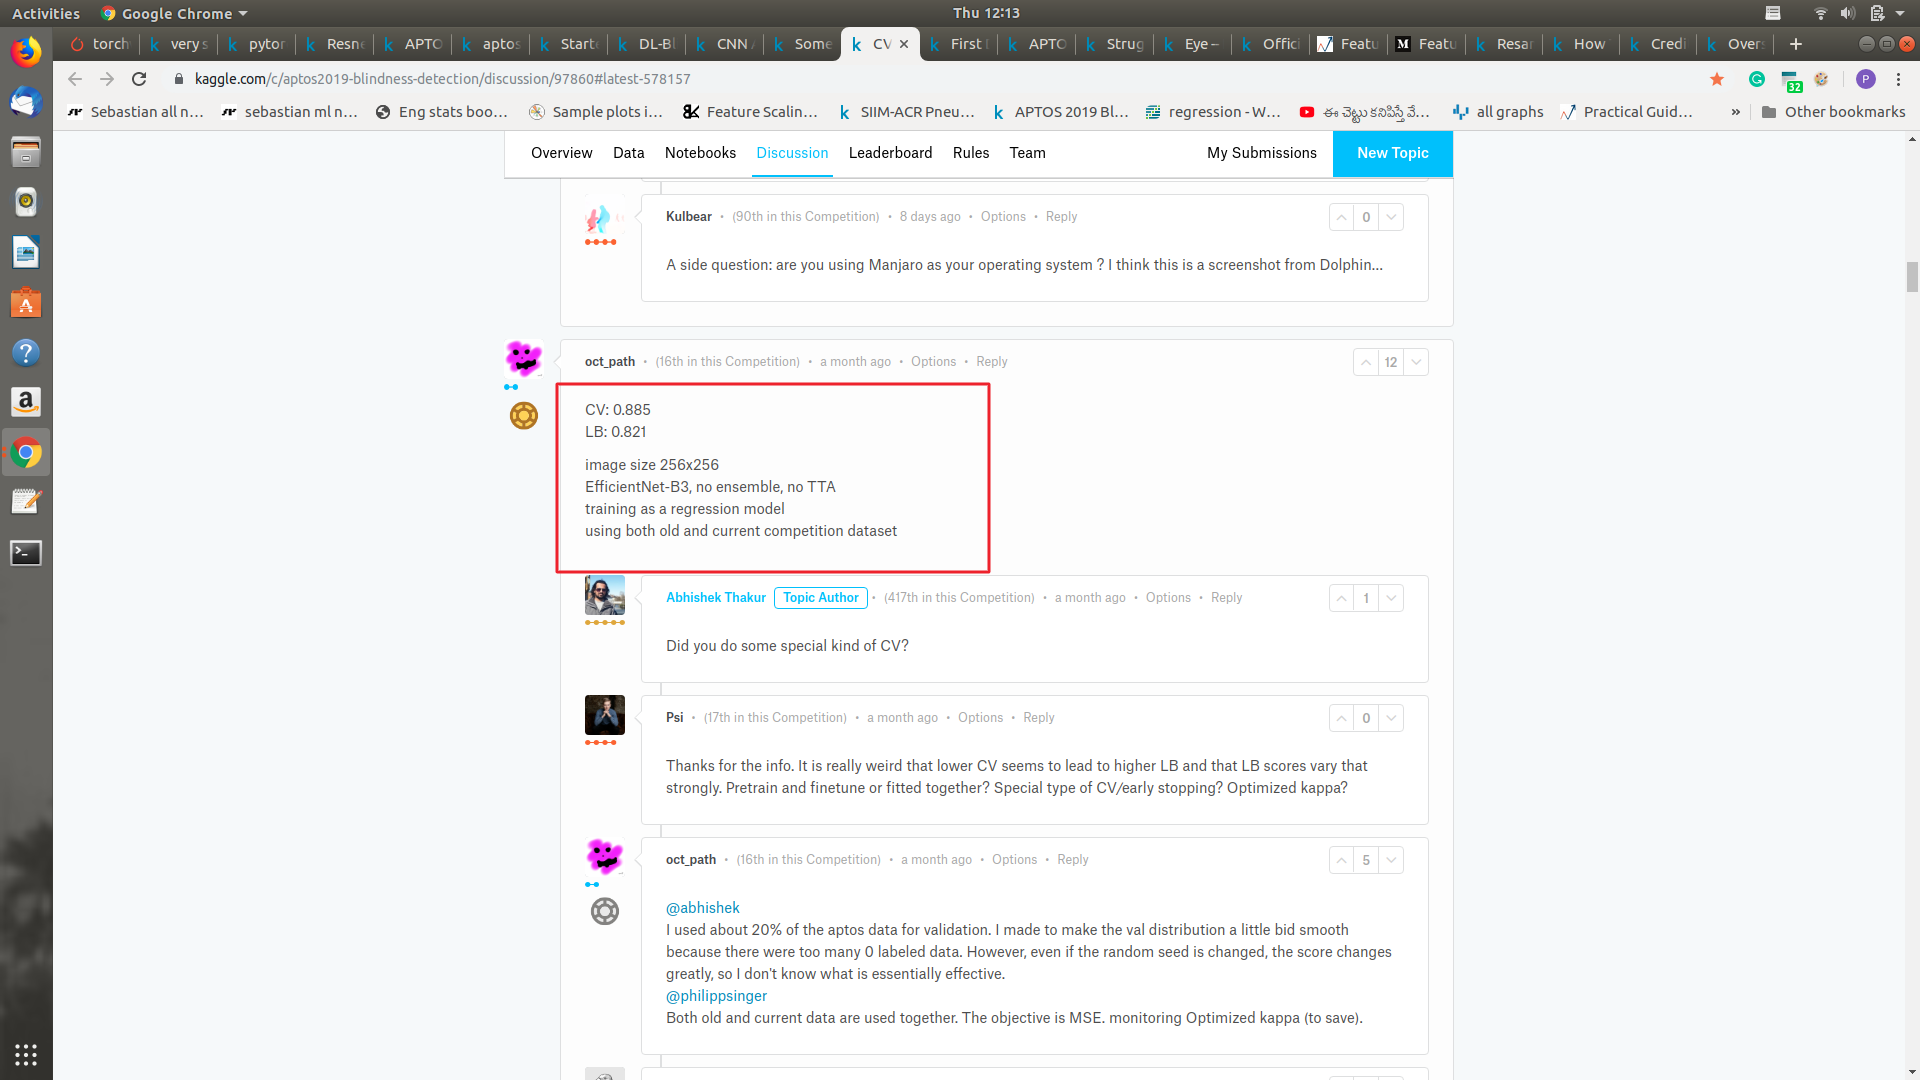 Activities Google Chrome Thu 12:13
torch very s pytor Resne APTO aptos Starte DL-Bl CNN Some CV First APTO Strug Eye – Offici Featu Featu Resar How Credi Overs
kaggle.com/c/aptos2019-blindness-detection/discussion/97860#latest-578157 32 P
Sebastian all n... sebastian ml n... Eng stats boo... Sample plots i... Feature Scalin... SIIM-ACR Pneu... APTOS 2019 Bl... regression - W... ఈ చెట్టు కనిపిస్తే వే... all graphs Practical Guid... » Other bookmarks
Overview Data Notebooks Discussion Leaderboard Rules Team My Submissions New Topic
Kulbear • (90th in this Competition) • 8 days ago • Options • Reply 0
A side question: are you using Manjaro as your operating system ? I think this is a screenshot from Dolphin...
oct_path • (16th in this Competition) • a month ago • Options • Reply 12
CV: 0.885
LB: 0.821
image size 256x256
EfficientNet-B3, no ensemble, no TTA
training as a regression model
using both old and current competition dataset
Abhishek Thakur Topic Author • (417th in this Competition) • a month ago • Options • Reply 1
Did you do some special kind of CV?
Psi • (17th in this Competition) • a month ago • Options • Reply 0
Thanks for the info. It is really weird that lower CV seems to lead to higher LB and that LB scores vary that
strongly. Pretrain and finetune or fitted together? Special type of CV/early stopping? Optimized kappa?
oct_path • (16th in this Competition) • a month ago • Options • Reply 5
@abhishek
I used about 20% of the aptos data for validation. I made to make the val distribution a little bid smooth
because there were too many 0 labeled data. However, even if the random seed is changed, the score changes
greatly, so I don't know what is essentially effective.
@philippsinger
Both old and current data are used together. The objective is MSE. monitoring Optimized kappa (to save).